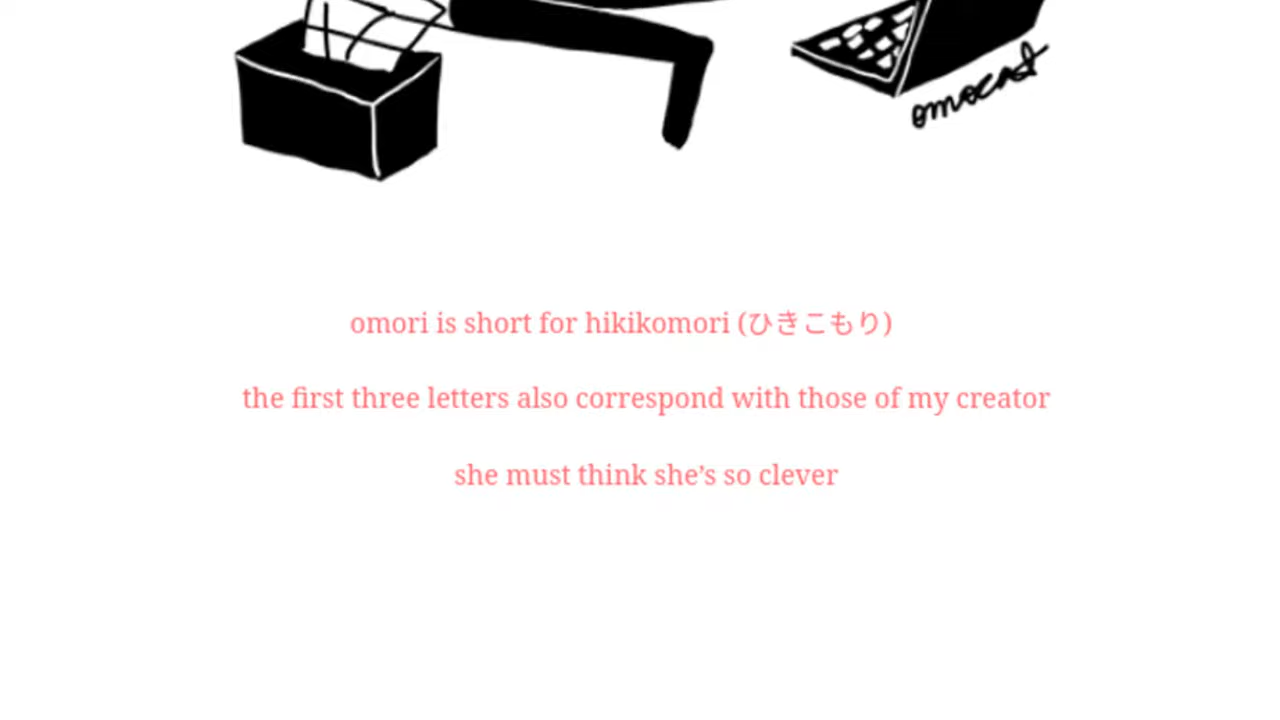 omocat
omori is short for hikikomori (ひきこもり)
the first three letters also correspond with those of my creator
she must think she’s so clever